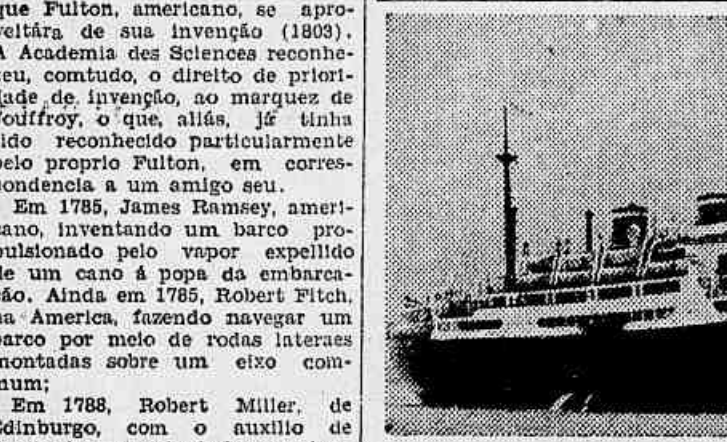 que Fulton, americano, se apro-
veitára de sua invenção (1803).
A Academia des Sciences reconhe-
ceu, comtudo, o direito de priori-
dade de invenção, ao marquez de
Jouffroy, o que, aliás, já tinha
sido reconhecido particularmente
pelo proprio Fulton, em corres-
pondencia a um amigo seu.
Em 1785, James Ramsey, ameri-
cano, inventando um barco pro-
pulsionado pelo vapor expellido
de um cano á popa da embarca-
ção. Ainda em 1785, Robert Fitch,
na America, fazendo navegar um
barco por meio de rodas lateraes
montadas sobre um eixo com-
mum;
Em 1788, Robert Miller, de
Edinburgo, com o auxilio de